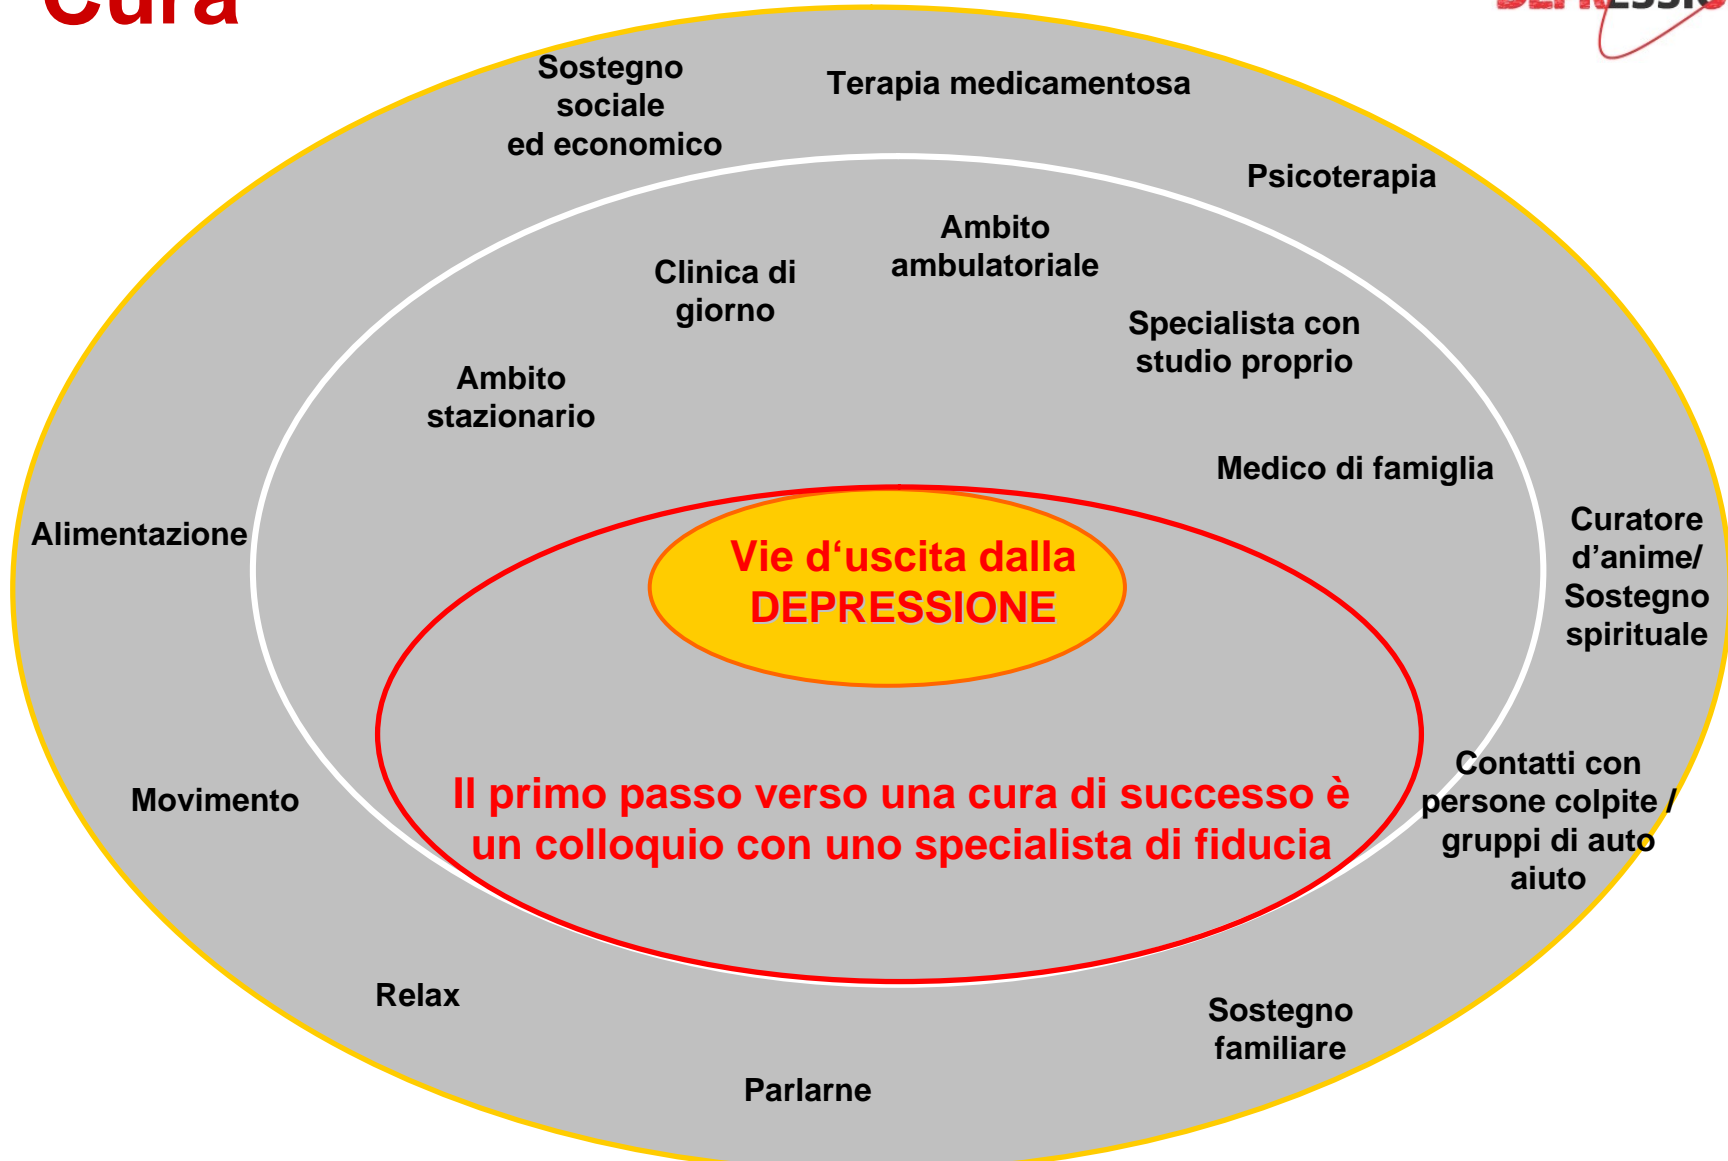 Cura
Sostegno
sociale
ed economico
Terapia medicamentosa
Psicoterapia
Ambito
ambulatoriale
Clinica di
giorno
Specialista con
studio proprio
Ambito
stazionario
Medico di famiglia
Alimentazione
Curatore
d'anime/
Sostegno
spirituale
Vie d‘uscita dalla
DEPRESSIONE
Contatti con
persone colpite /
gruppi di auto
aiuto
Movimento
Il primo passo verso una cura di successo è
un colloquio con uno specialista di fiducia
Relax
Sostegno
familiare
Parlarne